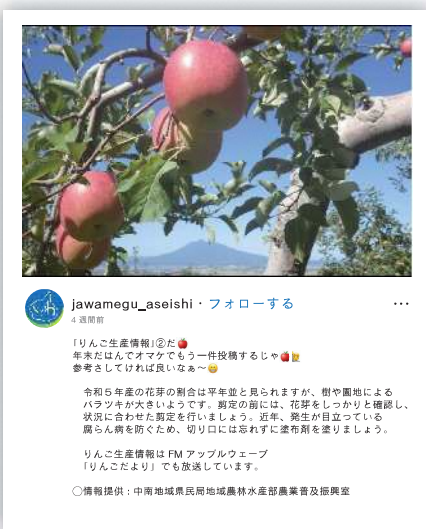 jawamegu_aseishi・フォローする
4 週間前
「りんご生産情報」②だ🍎
年末だはんでオマケでもう一件投稿するじゃ🍎🙋
参考さしてければ良いなぁ～😄
令和５年産の花芽の割合は平年並と見られますが、樹や園地による
バラツキが大きいようです。剪定の前には、花芽をしっかりと確認し、
状況に合わせた剪定を行いましょう。近年、発生が目立っている
腐らん病を防ぐため、切り口には忘れずに塗布剤を塗りましょう。
りんご生産情報は FM アップルウェーブ
「りんごだより」でも放送しています。
◯情報提供：中南地域県民局地域農林水産部農業普及振興室